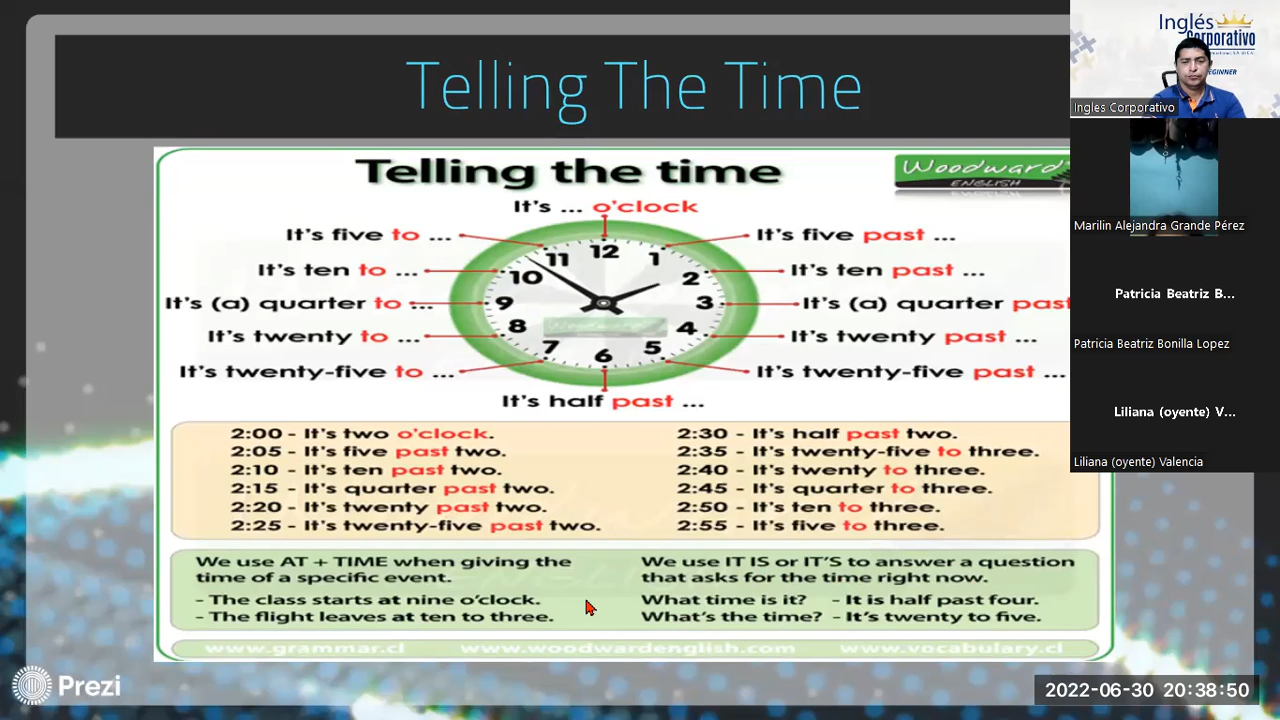 Telling The Time
Telling the time
Woodward
ENGLISH
It's ... o'clock
It's five to ...
It's five past ...
It's ten to ...
It's ten past ...
It's (a) quarter to ...
It's (a) quarter past
It's twenty to ...
It's twenty past ...
It's twenty-five to ...
It's twenty-five past ...
It's half past ...
12
1
2
3
4
5
6
7
8
9
10
11
2:00 - It's two o'clock.
2:05 - It's five past two.
2:10 - It's ten past two.
2:15 - It's quarter past two.
2:20 - It's twenty past two.
2:25 - It's twenty-five past two.
2:30 - It's half past two.
2:35 - It's twenty-five to three.
2:40 - It's twenty to three.
2:45 - It's quarter to three.
2:50 - It's ten to three.
2:55 - It's five to three.
We use AT + TIME when giving the
time of a specific event.
- The class starts at nine o'clock.
- The flight leaves at ten to three.
We use IT IS or IT'S to answer a question
that asks for the time right now.
What time is it? - It is half past four.
What's the time? - It's twenty to five.
www.grammar.cl www.woodwardenglish.com www.vocabulary.cl
Prezi
Inglés
Corporativo
Ingles Corporativo
Marilin Alejandra Grande Pérez
Patricia Beatriz B...
Patricia Beatriz Bonilla Lopez
Liliana (oyente) V...
Liliana (oyente) Valencia
2022-06-30 20:38:50